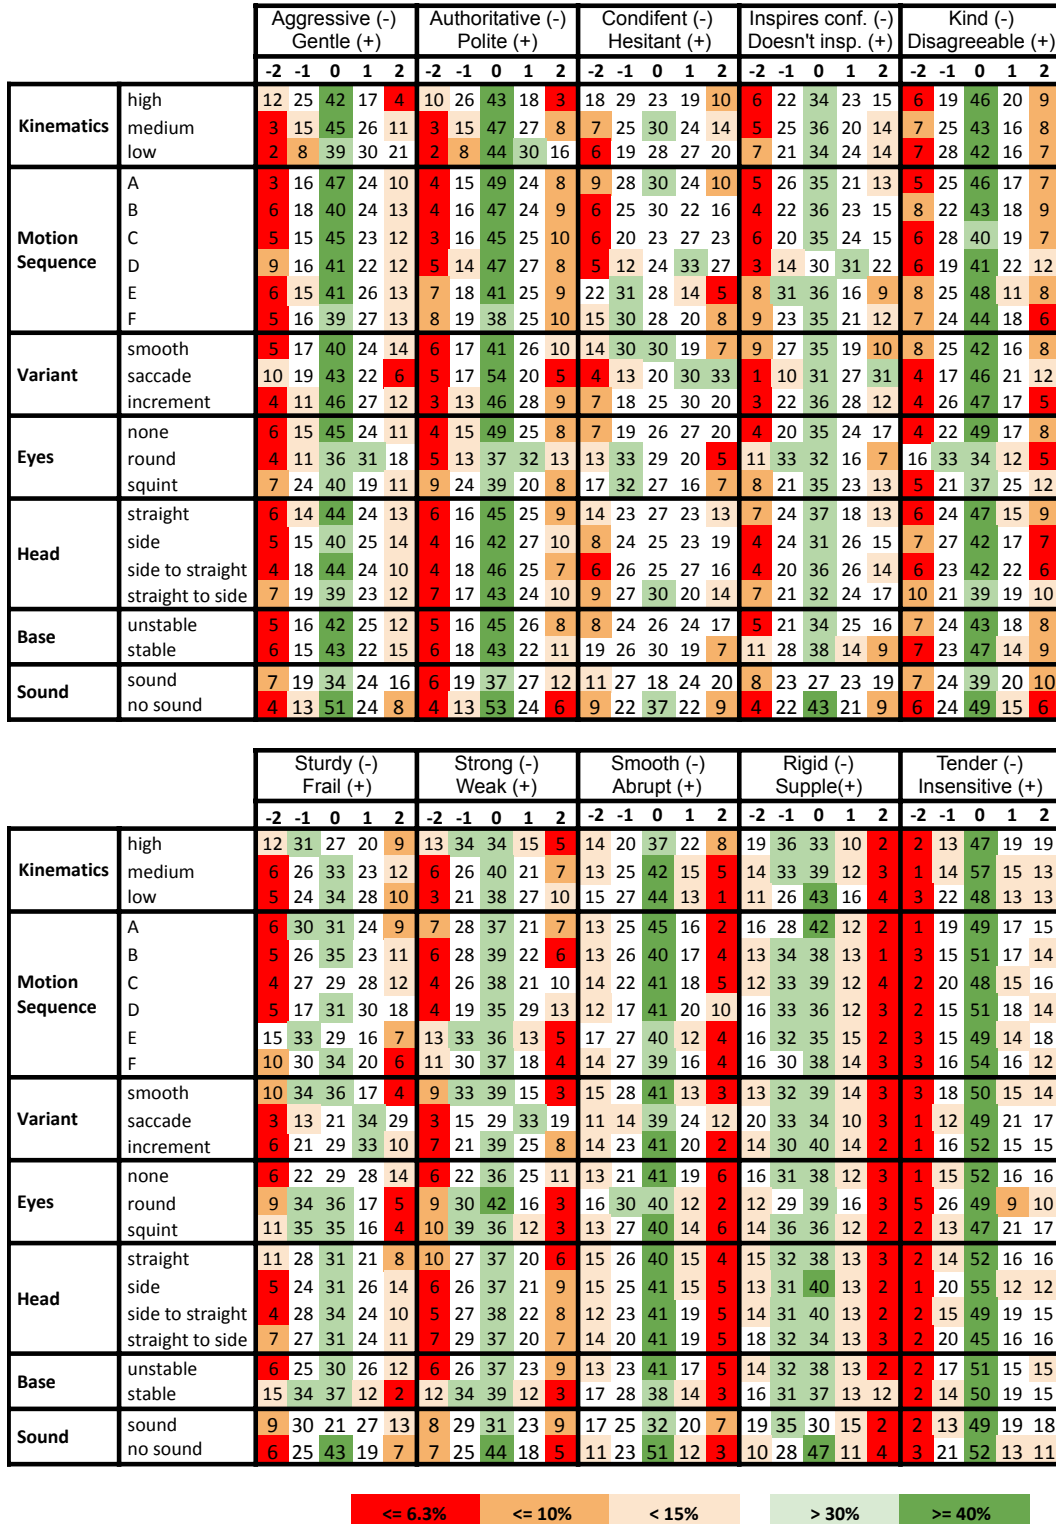 Aggressive (-) Authoritative (-) Condifent (-) Inspires conf. (-) Kind (-)
Gentle (+) Polite (+) Hesitant (+) Doesn't insp. (+) Disagreeable (+)
-2 -1 0 1 2 -2 -1 0 1 2 -2 -1 0 1 2 -2 -1 0 1 2 -2 -1 0 1 2
high 12 25 42 17 4 10 26 43 18 3 18 29 23 19 10 6 22 34 23 15 6 19 46 20 9
Kinematics medium 3 15 45 26 11 3 15 47 27 8 7 25 30 24 14 5 25 36 20 14 7 25 43 16 8
low 2 8 39 30 21 2 8 44 30 16 6 19 28 27 20 7 21 34 24 14 7 28 42 16 7
A 3 16 47 24 10 4 15 49 24 8 9 28 30 24 10 5 26 35 21 13 5 25 46 17 7
B 6 18 40 24 13 4 16 47 24 9 6 25 30 22 16 4 22 36 23 15 8 22 43 18 9
Motion C 5 15 45 23 12 3 16 45 25 10 6 20 23 27 23 6 20 35 24 15 6 28 40 19 7
Sequence D 9 16 41 22 12 5 14 47 27 8 5 12 24 33 27 3 14 30 31 22 6 19 41 22 12
E 6 15 41 26 13 7 18 41 25 9 22 31 28 14 5 8 31 36 16 9 8 25 48 11 8
F 5 16 39 27 13 8 19 38 25 10 15 30 28 20 8 9 23 35 21 12 7 24 44 18 6
smooth 5 17 40 24 14 6 17 41 26 10 14 30 30 19 7 9 27 35 19 10 8 25 42 16 8
Variant saccade 10 19 43 22 6 5 17 54 20 5 4 13 20 30 33 1 10 31 27 31 4 17 46 21 12
increment 4 11 46 27 12 3 13 46 28 9 7 18 25 30 20 3 22 36 28 12 4 26 47 17 5
none 6 15 45 24 11 4 15 49 25 8 7 19 26 27 20 4 20 35 24 17 4 22 49 17 8
Eyes round 4 11 36 31 18 5 13 37 32 13 13 33 29 20 5 11 33 32 16 7 16 33 34 12 5
squint 7 24 40 19 11 9 24 39 20 8 17 32 27 16 7 8 21 35 23 13 5 21 37 25 12
straight 6 14 44 24 13 6 16 45 25 9 14 23 27 23 13 7 24 37 18 13 6 24 47 15 9
Head side 5 15 40 25 14 4 16 42 27 10 8 24 25 23 19 4 24 31 26 15 7 27 42 17 7
side to straight 4 18 44 24 10 4 18 46 25 7 6 26 25 27 16 4 20 36 26 14 6 23 42 22 6
straight to side 7 19 39 23 12 7 17 43 24 10 9 27 30 20 14 7 21 32 24 17 10 21 39 19 10
Base unstable 5 16 42 25 12 5 16 45 26 8 8 24 26 24 17 5 21 34 25 16 7 24 43 18 8
stable 6 15 43 22 15 6 18 43 22 11 19 26 30 19 7 11 28 38 14 9 7 23 47 14 9
Sound sound 7 19 34 24 16 6 19 37 27 12 11 27 18 24 20 8 23 27 23 19 7 24 39 20 10
no sound 4 13 51 24 8 4 13 53 24 6 9 22 37 22 9 4 22 43 21 9 6 24 49 15 6
Sturdy (-) Strong (-) Smooth (-) Rigid (-) Tender (-)
Frail (+) Weak (+) Abrupt (+) Supple(+) Insensitive (+)
-2 -1 0 1 2 -2 -1 0 1 2 -2 -1 0 1 2 -2 -1 0 1 2 -2 -1 0 1 2
high 12 31 27 20 9 13 34 34 15 5 14 20 37 22 8 19 36 33 10 2 2 13 47 19 19
Kinematics medium 6 26 33 23 12 6 26 40 21 7 13 25 42 15 5 14 33 39 12 3 1 14 57 15 13
low 5 24 34 28 10 3 21 38 27 10 15 27 44 13 1 11 26 43 16 4 3 22 48 13 13
A 6 30 31 24 9 7 28 37 21 7 13 25 45 16 2 16 28 42 12 2 1 19 49 17 15
B 5 26 35 23 11 6 28 39 22 6 13 26 40 17 4 13 34 38 13 1 3 15 51 17 14
Motion C 4 27 29 28 12 4 26 38 21 10 14 22 41 18 5 12 33 39 12 4 2 20 48 15 16
Sequence D 5 17 31 30 18 4 19 35 29 13 12 17 41 20 10 16 33 36 12 3 2 15 51 18 14
E 15 33 29 16 7 13 33 36 13 5 17 27 40 12 4 16 32 35 15 2 3 15 49 14 18
F 10 30 34 20 6 11 30 37 18 4 14 27 39 16 4 16 30 38 14 3 3 16 54 16 12
smooth 10 34 36 17 4 9 33 39 15 3 15 28 41 13 3 13 32 39 14 3 3 18 50 15 14
Variant saccade 3 13 21 34 29 3 15 29 33 19 11 14 39 24 12 20 33 34 10 3 1 12 49 21 17
increment 6 21 29 33 10 7 21 39 25 8 14 23 41 20 2 14 30 40 14 2 1 16 52 15 15
none 6 22 29 28 14 6 22 36 25 11 13 21 41 19 6 16 31 38 12 3 1 15 52 16 16
Eyes round 9 34 36 17 5 9 30 42 16 3 16 30 40 12 2 12 29 39 16 3 5 26 49 9 10
squint 11 35 35 16 4 10 39 36 12 3 13 27 40 14 6 14 36 36 12 2 2 13 47 21 17
straight 11 28 31 21 8 10 27 37 20 6 15 26 40 15 4 15 32 38 13 3 2 14 52 16 16
Head side 5 24 31 26 14 6 26 37 21 9 15 25 41 15 5 13 31 40 13 2 1 20 55 12 12
side to straight 4 28 34 24 10 5 27 38 22 8 12 23 41 19 5 14 31 40 13 2 2 15 49 19 15
straight to side 7 27 31 24 11 7 29 37 20 7 14 20 41 19 5 18 32 34 13 3 2 20 45 16 16
Base unstable 6 25 30 26 12 6 26 37 23 9 13 23 41 17 5 14 32 38 13 2 2 17 51 15 15
stable 15 34 37 12 2 12 34 39 12 3 17 28 38 14 3 16 31 37 13 12 2 14 50 19 15
Sound sound 9 30 21 27 13 8 29 31 23 9 17 25 32 20 7 19 35 30 15 2 2 13 49 19 18
no sound 6 25 43 19 7 7 25 44 18 5 11 23 51 12 3 10 28 47 11 4 3 21 52 13 11
<= 6.3% <= 10% < 15% > 30% >= 40%